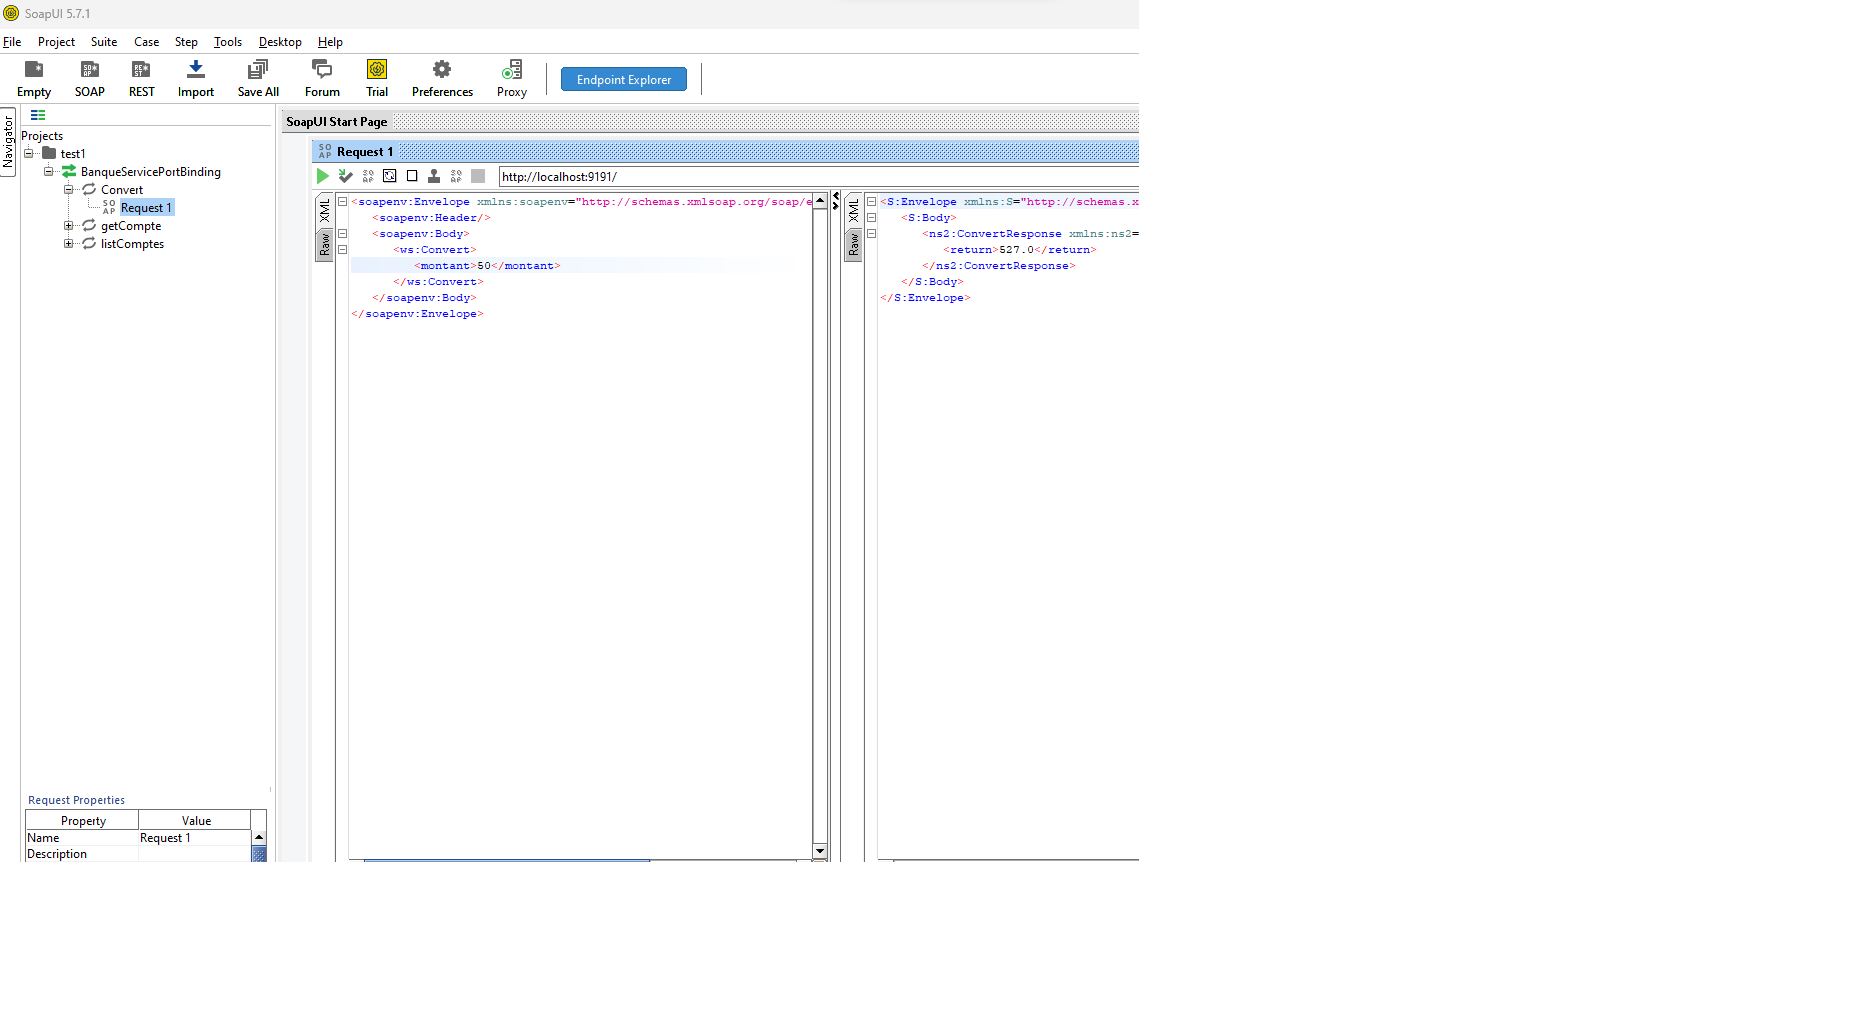 SoapUI 5.7.1
File Project Suite Case Step Tools Desktop Help
Empty SOAP REST Import Save All Forum Trial Preferences Proxy Endpoint Explorer
Navigator
Projects
test1
BanqueServicePortBinding
Convert
SO AP Request 1
getCompte
listComptes
SoapUI Start Page
SO AP Request 1
http://localhost:9191/
XML
Raw
<soapenv:Envelope xmlns:soapenv="http://schemas.xmlsoap.org/soap/e
<soapenv:Header/>
<soapenv:Body>
<ws:Convert>
<montant>50</montant>
</ws:Convert>
</soapenv:Body>
</soapenv:Envelope>
XML
Raw
<S:Envelope xmlns:S="http://schemas.x
<S:Body>
<ns2:ConvertResponse xmlns:ns2=
<return>527.0</return>
</ns2:ConvertResponse>
</S:Body>
</S:Envelope>
Request Properties
Property Value
Name Request 1
Description